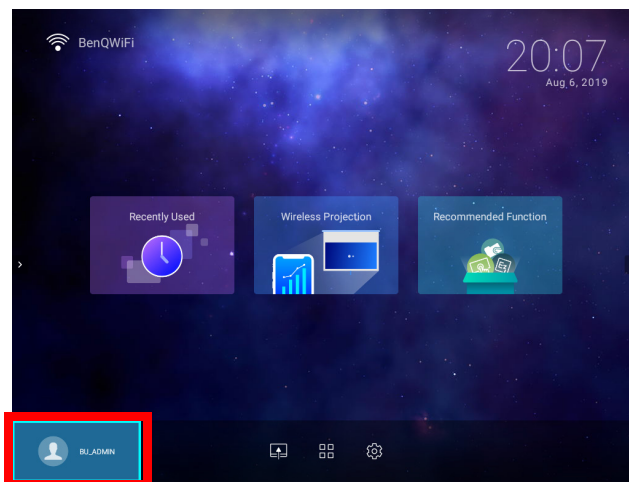 BenQWiFi
20:07
Aug 6, 2019
Recently Used
Wireless Projection
Recommended Function
BU_ADMIN